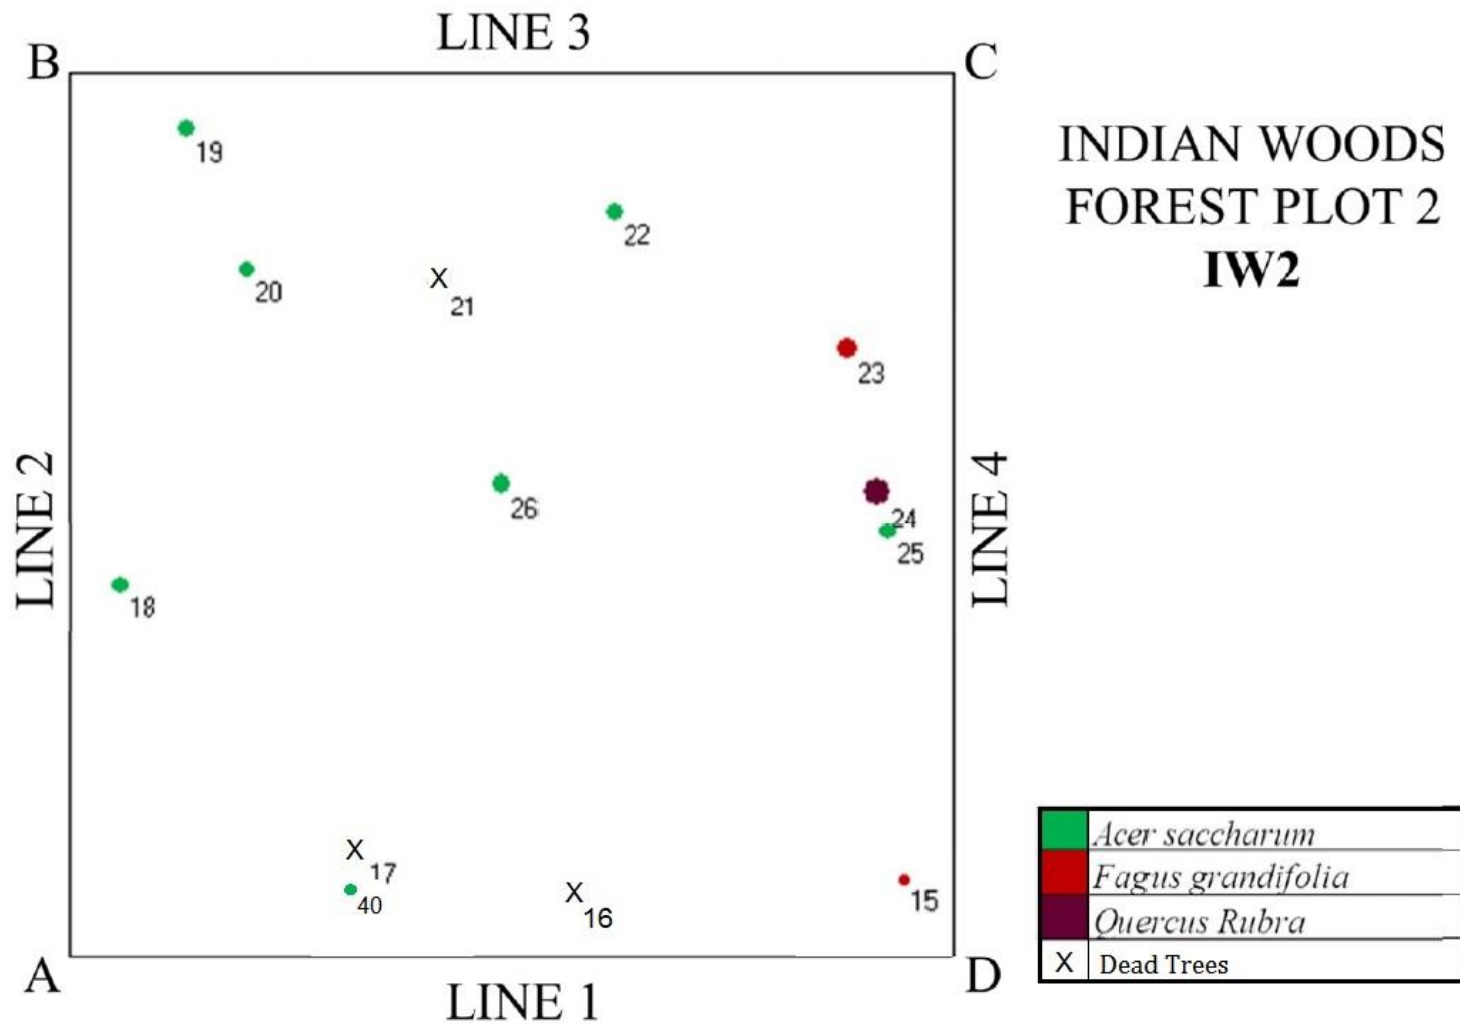 LINE 3
B
C
19
22
20
X
21
23
INDIAN WOODS
FOREST PLOT 2
IW2
LINE 2
LINE 4
26
24
25
18
X
17
40
X
16
15
A
D
LINE 1
Acer saccharum
Fagus grandifolia
Quercus Rubra
X Dead Trees